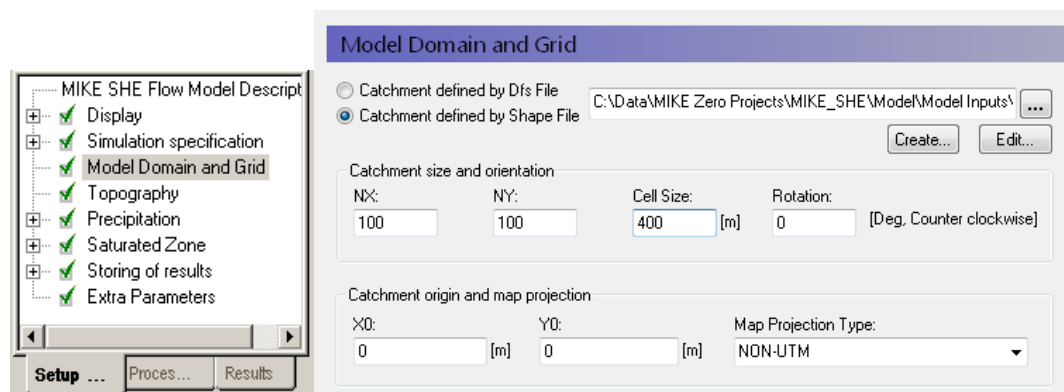 MIKE SHE Flow Model Descript
Display
Simulation specification
Model Domain and Grid
Topography
Precipitation
Saturated Zone
Storing of results
Extra Parameters
Setup ... Proces... Results
Model Domain and Grid
Catchment defined by Dfs File
Catchment defined by Shape File
C:\Data\MIKE Zero Projects\MIKE_SHE\Model\Model Inputs\ ...
Create... Edit...
Catchment size and orientation
NX: NY: Cell Size: Rotation:
100 100 400 [m] 0 [Deg, Counter clockwise]
Catchment origin and map projection
X0: Y0: Map Projection Type:
0 [m] 0 [m] NON-UTM